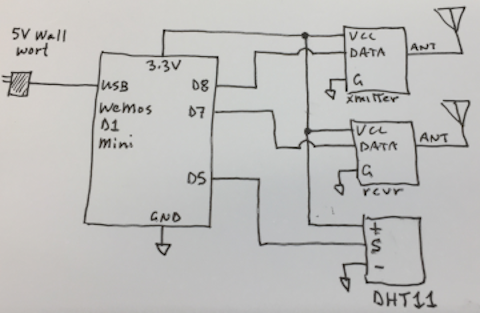 5V Wall
wort
3.3V
USB
D8
WeMos
D1
Mini
D7
D5
GND
VCC
DATA
ANT
G
xmitter
VCC
DATA
ANT
G
rcvr
+
S
-
DHT11